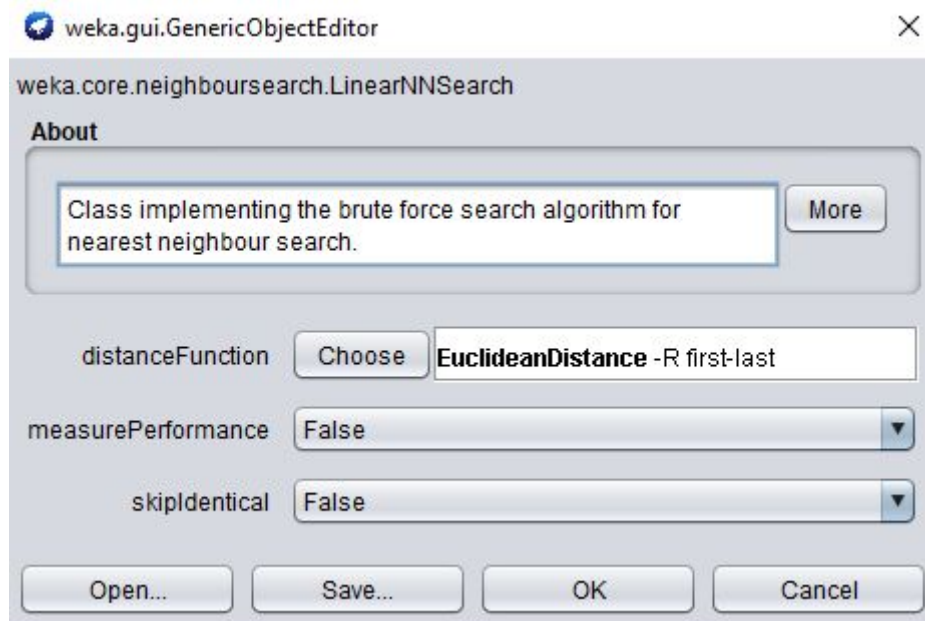 weka.gui.GenericObjectEditor
weka.core.neighboursearch.LinearNNSearch
About
Class implementing the brute force search algorithm for
nearest neighbour search.
More
distanceFunction Choose EuclideanDistance -R first-last
measurePerformance False
skipIdentical False
Open... Save... OK Cancel